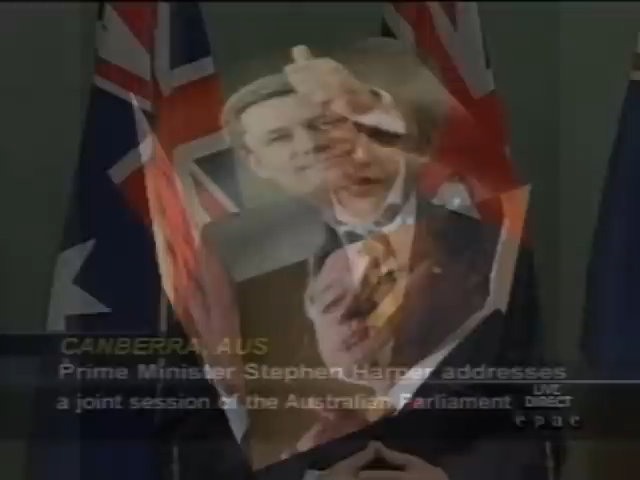 CANBERRA, AUS
Prime Minister Stephen Harper addresses
a joint session of the Australian Parliament
LIVE
DIRECT
cpac